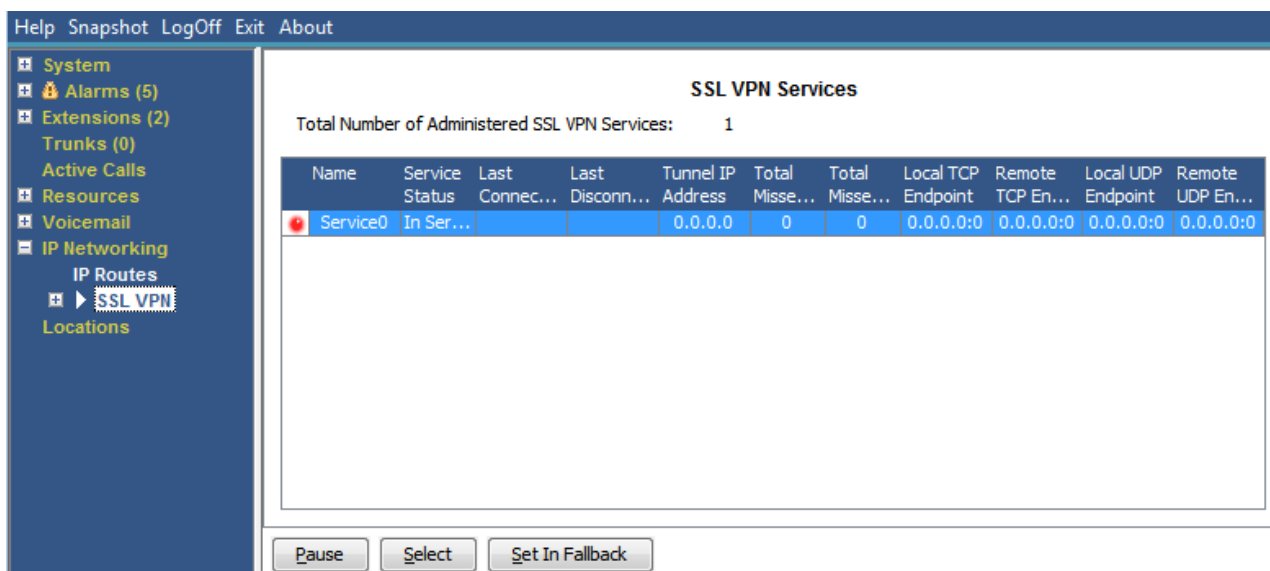 Help Snapshot LogOff Exit About
System
Alarms (5)
Extensions (2)
Trunks (0)
Active Calls
Resources
Voicemail
IP Networking
IP Routes
SSL VPN
Locations
SSL VPN Services
Total Number of Administered SSL VPN Services: 1
Name Service Last Last Tunnel IP Total Total Local TCP Remote Local UDP Remote
Status Connec... Disconn... Address Misse... Misse... Endpoint TCP En... Endpoint UDP En...
Service0 In Ser... 0.0.0.0 0 0 0.0.0.0:0 0.0.0.0:0 0.0.0.0:0 0.0.0.0:0
Pause Select Set In Fallback